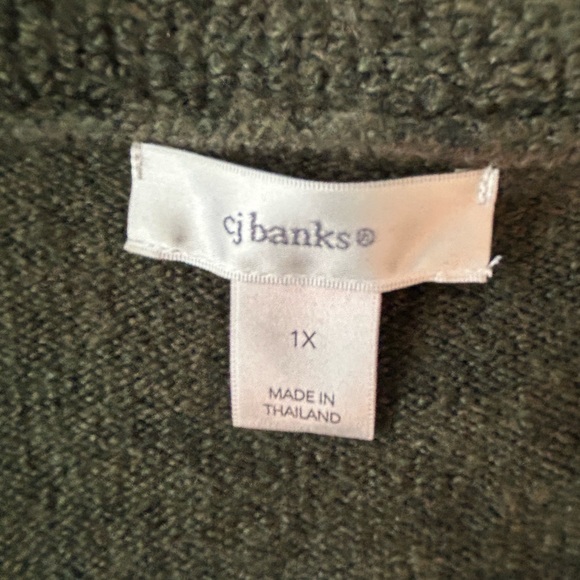 cj banks®
1X
MADE IN
THAILAND